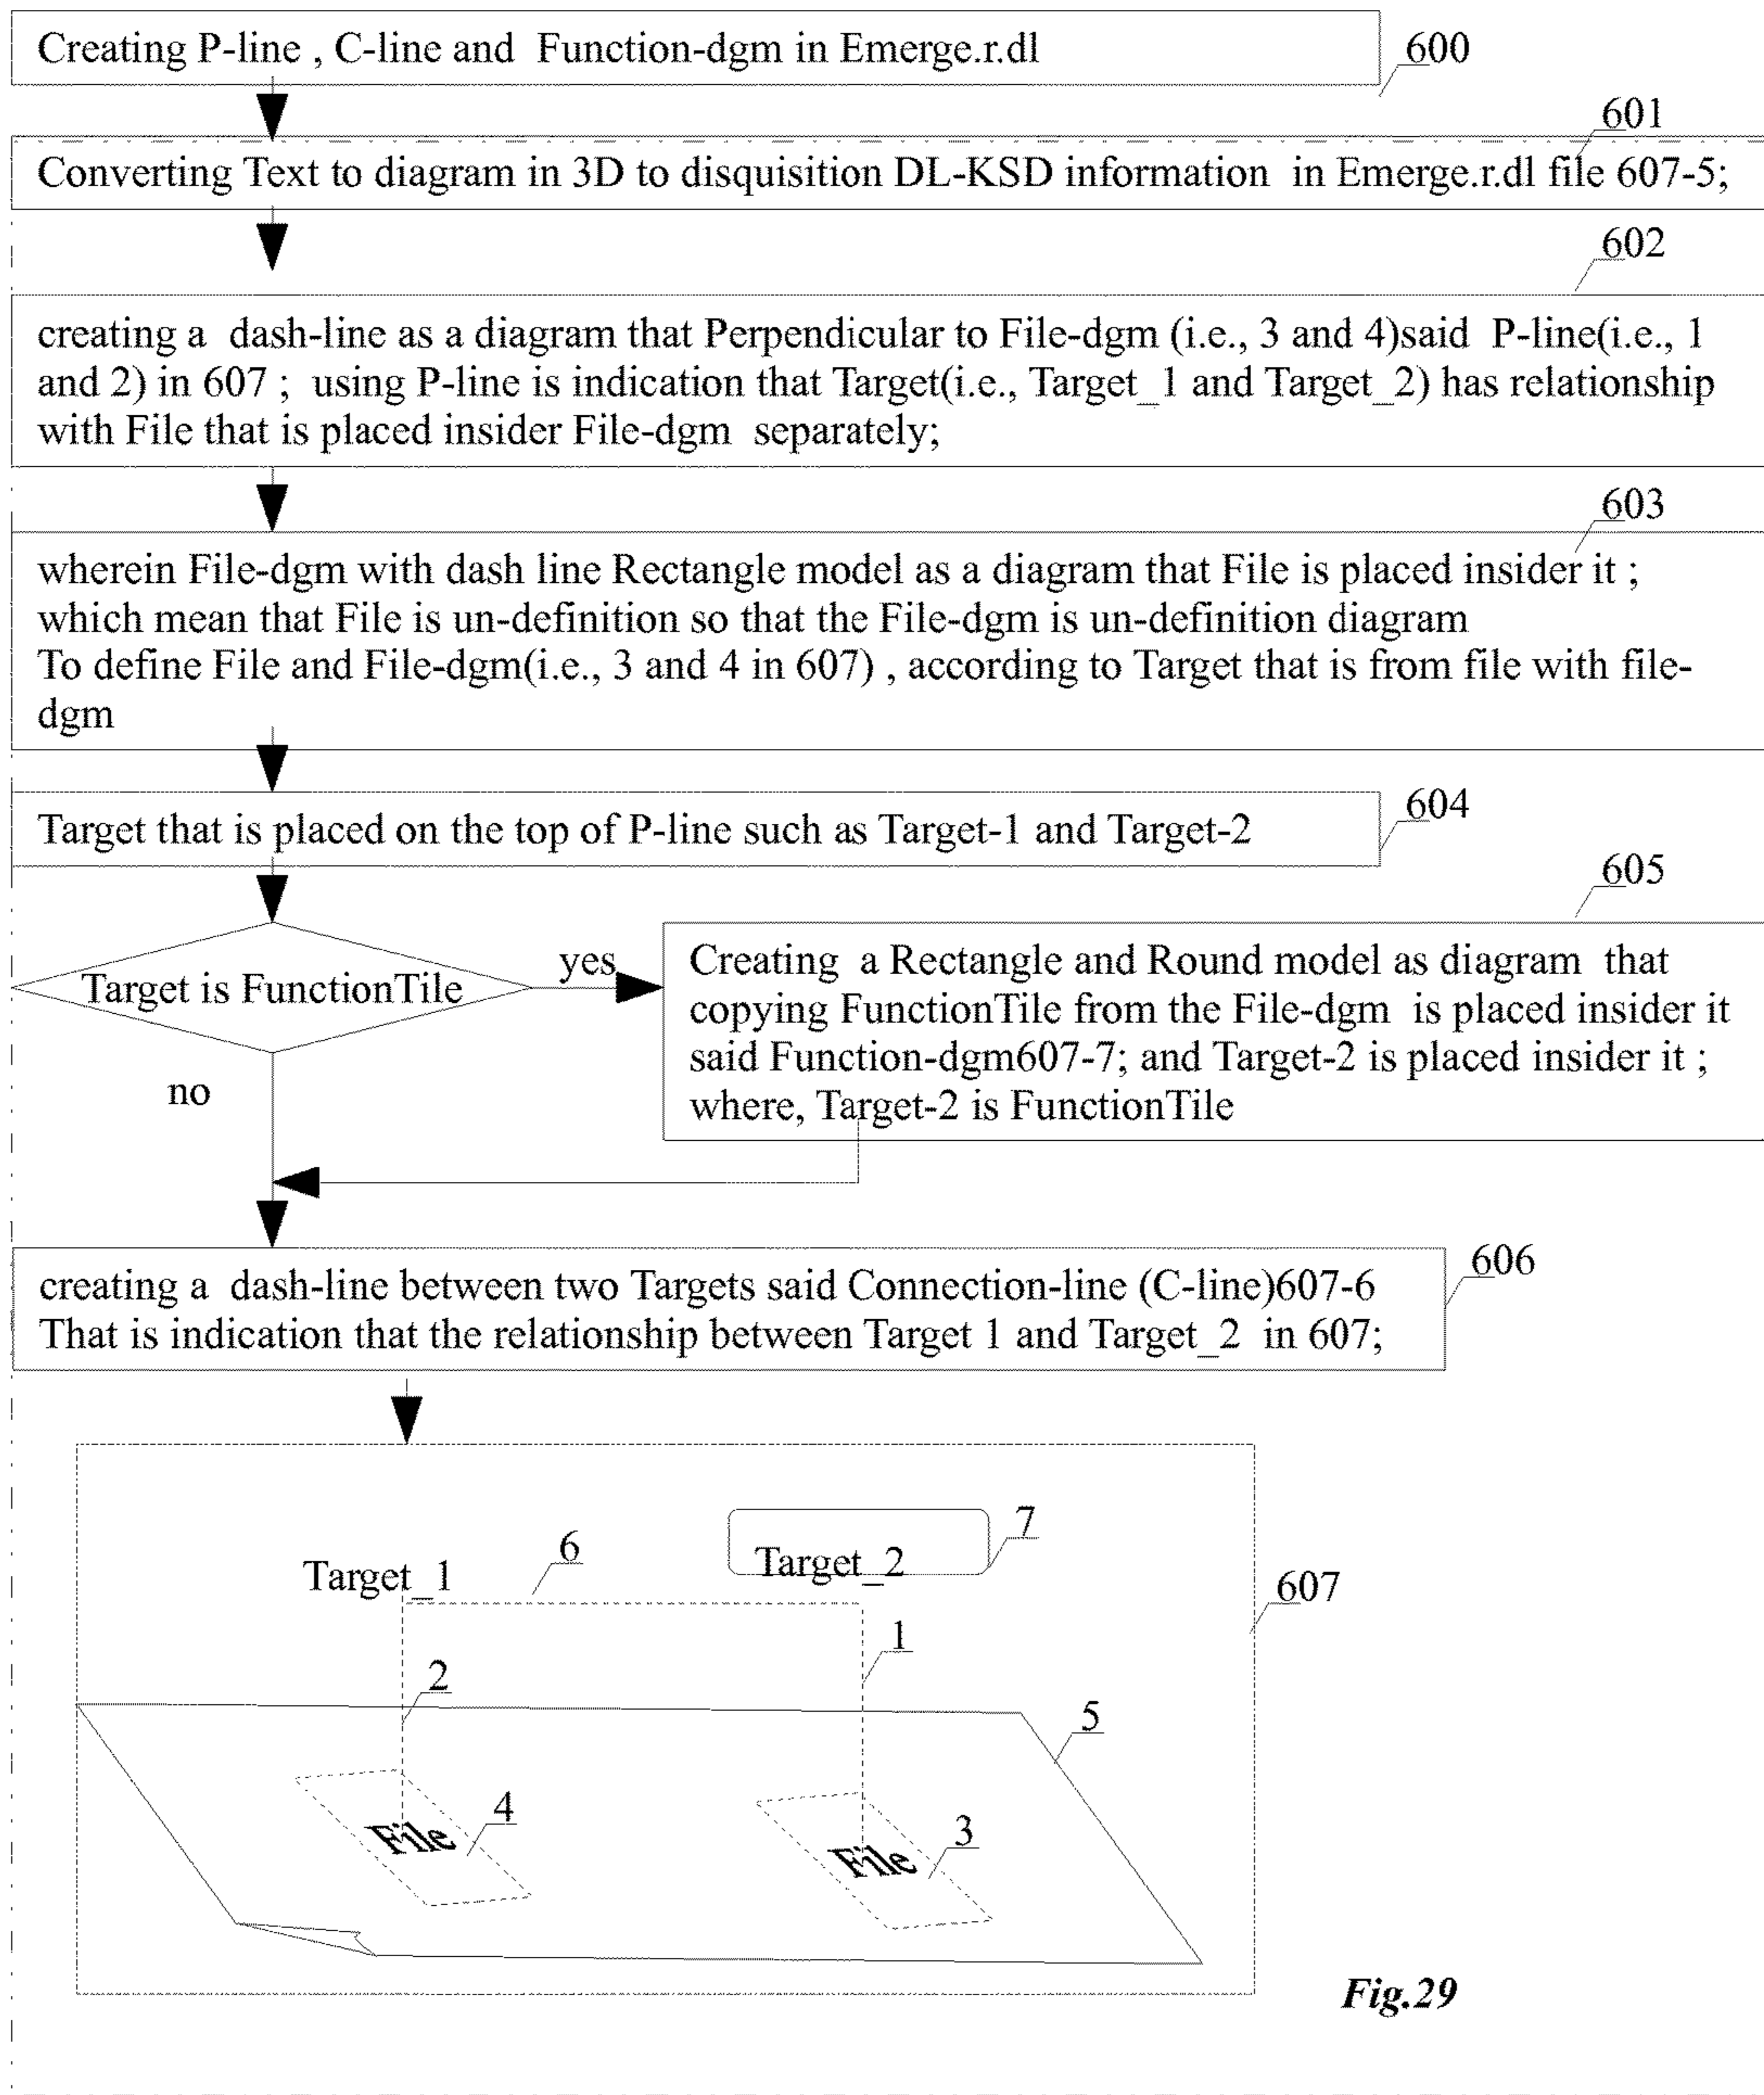 Creating P-line , C-line and Function-dgm in Emerge.r.dl
600
601
Converting Text to diagram in 3D to disquisition DL-KSD information in Emerge.r.dl file 607-5;
602
creating a dash-line as a diagram that Perpendicular to File-dgm (i.e., 3 and 4)said P-line(i.e., 1
and 2) in 607 ; using P-line is indication that Target(i.e., Target_1 and Target_2) has relationship
with File that is placed insider File-dgm separately;
603
wherein File-dgm with dash line Rectangle model as a diagram that File is placed insider it ;
which mean that File is un-definition so that the File-dgm is un-definition diagram
To define File and File-dgm(i.e., 3 and 4 in 607) , according to Target that is from file with file-
dgm
604
Target that is placed on the top of P-line such as Target-1 and Target-2
605
Target is FunctionTile
yes
no
Creating a Rectangle and Round model as diagram that
copying FunctionTile from the File-dgm is placed insider it
said Function-dgm607-7; and Target-2 is placed insider it ;
where, Target-2 is FunctionTile
606
creating a dash-line between two Targets said Connection-line (C-line)607-6
That is indication that the relationship between Target 1 and Target_2 in 607;
7
6
Target_2
Target_1
607
1
2
5
4
File
3
File
Fig.29